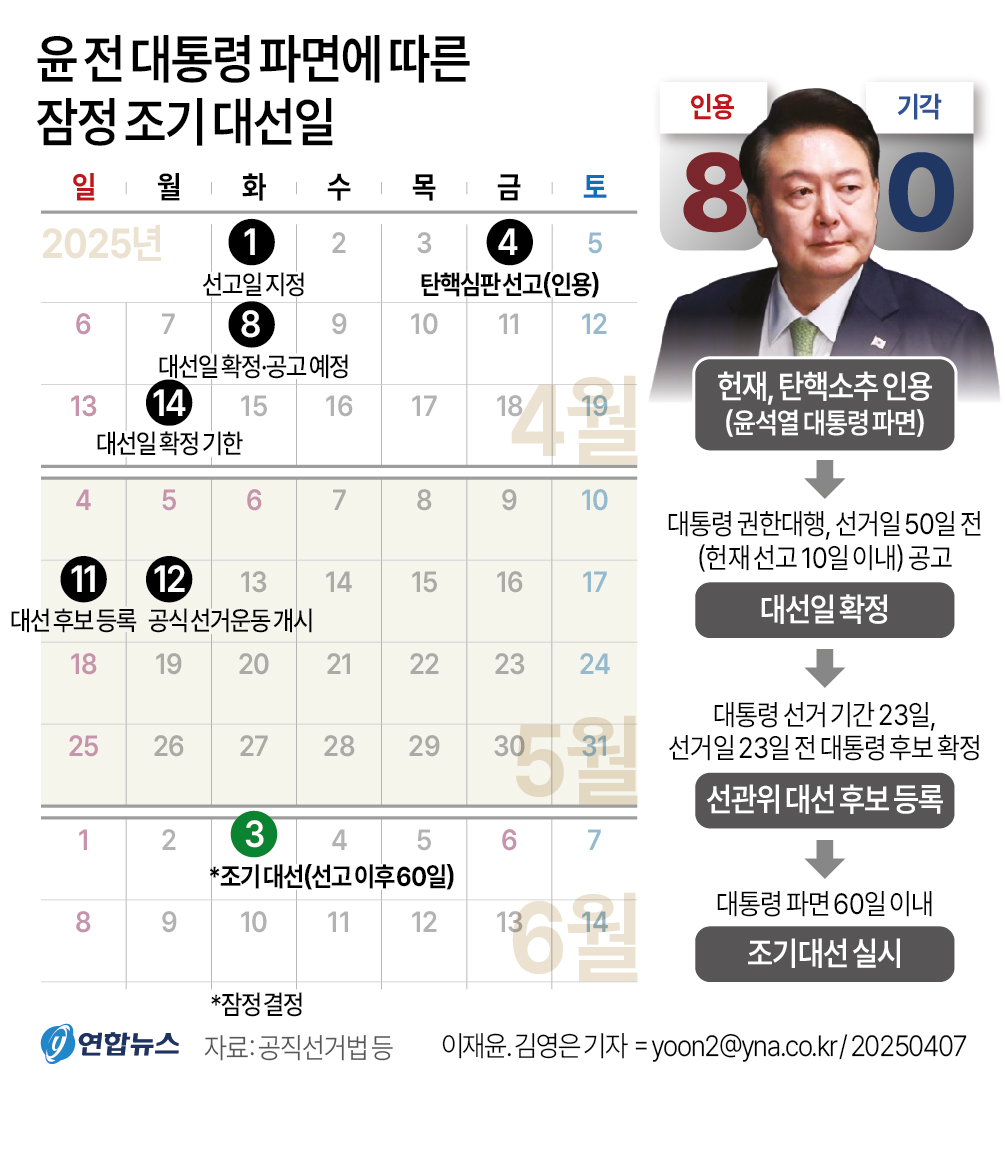 윤 전 대통령 파면에 따른
잠정 조기 대선일
일 월 화 수 목 금 토
2025년 1 2 3 4 5
선고일 지정 탄핵심판 선고(인용)
6 7 8 9 10 11 12
대선일 확정·공고 예정
13 14 15 16 17 18 19
대선일 확정 기한
4월
4 5 6 7 8 9 10
11 12 13 14 15 16 17
대선 후보 등록 공식 선거운동 개시
18 19 20 21 22 23 24
25 26 27 28 29 30 31
5월
1 2 3 4 5 6 7
*조기 대선(선고 이후 60일)
8 9 10 11 12 13 14
6월
*잠정 결정
인용 기각
8 0
헌재, 탄핵소추 인용
(윤석열 대통령 파면)
대통령 권한대행, 선거일 50일 전
(헌재 선고 10일 이내) 공고
대선일 확정
대통령 선거 기간 23일,
선거일 23일 전 대통령 후보 확정
선관위 대선 후보 등록
대통령 파면 60일 이내
조기대선 실시
연합뉴스 자료: 공직선거법 등 이재윤. 김영은 기자 = yoon2@yna.co.kr / 20250407